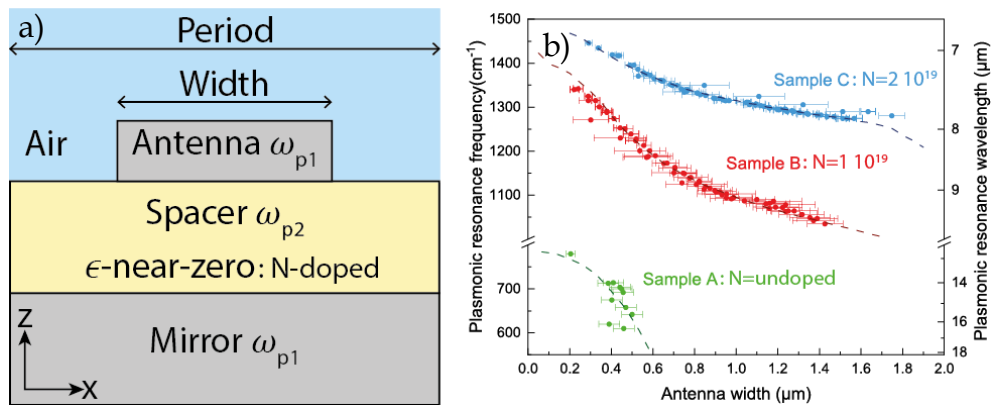 a)
Period
Width
Air
Antenna ωp1
Spacer ωp2
ϵ-near-zero: N-doped
Mirror ωp1
Z
X
b)
Plasmonic resonance frequency(cm⁻¹)
1500
1400
1300
1200
1100
700
600
Sample C: N=2 10¹⁹
Sample B: N=1 10¹⁹
Sample A: N=undoped
0.0 0.2 0.4 0.6 0.8 1.0 1.2 1.4 1.6 1.8 2.0
Antenna width (µm)
7
8
9
14
16
18
Plasmonic resonance wavelength (µm)